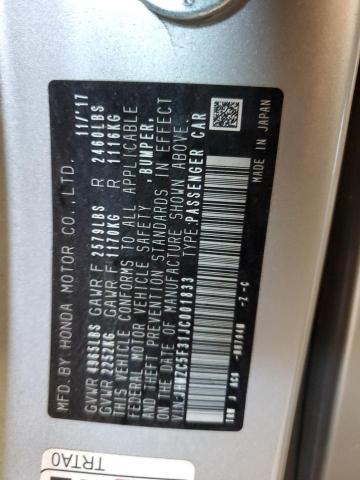 MFD.BY HONDA MOTOR CO.,LTD. 11/'17
GVWR 4965LBS GAWR F 2579LBS R 2460LBS
GVWR 2252KG GAWR F 1170KG R 1116KG
THIS VEHICLE CONFORMS TO ALL APPLICABLE
FEDERAL MOTOR VEHICLE SAFETY ,BUMPER,
AND THEFT PREVENTION STANDARDS IN EFFECT
ON THE DATE OF MANUFACTURE SHOWN ABOVE.
TYPE:PASSENGER CAR
MADE IN JAPAN
-Z -C
TRTA0